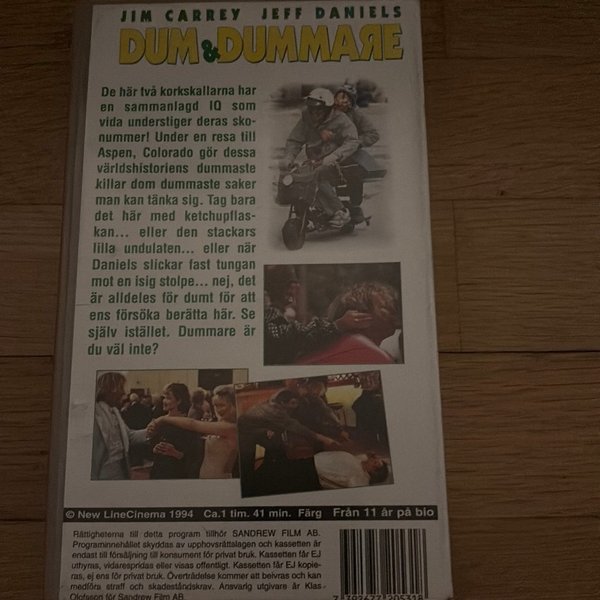 JIM CARREY JEFF DANIELS
DUM & DUMMARE
De här två korkskallarna har
en sammanlagd IQ som
vida understiger deras sko-
nummer! Under en resa till
Aspen, Colorado gör dessa
världshistoriens dummaste
killar dom dummaste saker
man kan tänka sig. Tag bara
det här med ketchupflas-
kan... eller den stackars
lilla undulaten... eller när
Daniels slickar fast tungan
mot en isig stolpe... nej, det
är alldeles för dumt för att
ens försöka berätta här. Se
själv istället. Dummare är
du väl inte?
© New LineCinema 1994 Ca.1 tim. 41 min. Färg Från 11 år på bio
Rättigheterna till detta program tillhör SANDREW FILM AB.
Programinnehållet skyddas av upphovsrättslagen och kassetten är
endast till försäljning till konsument för privat bruk. Kassetten får EJ
uthyras, vidarespridas eller visas offentligt. Kassetten får EJ kopie-
ras, ej ens för privat bruk. Överträdelse kommer att beivras och kan
medföra straff och skadeståndskrav. Ansvarig utgivare är Klas
Olofsson för Sandrew Film AB.